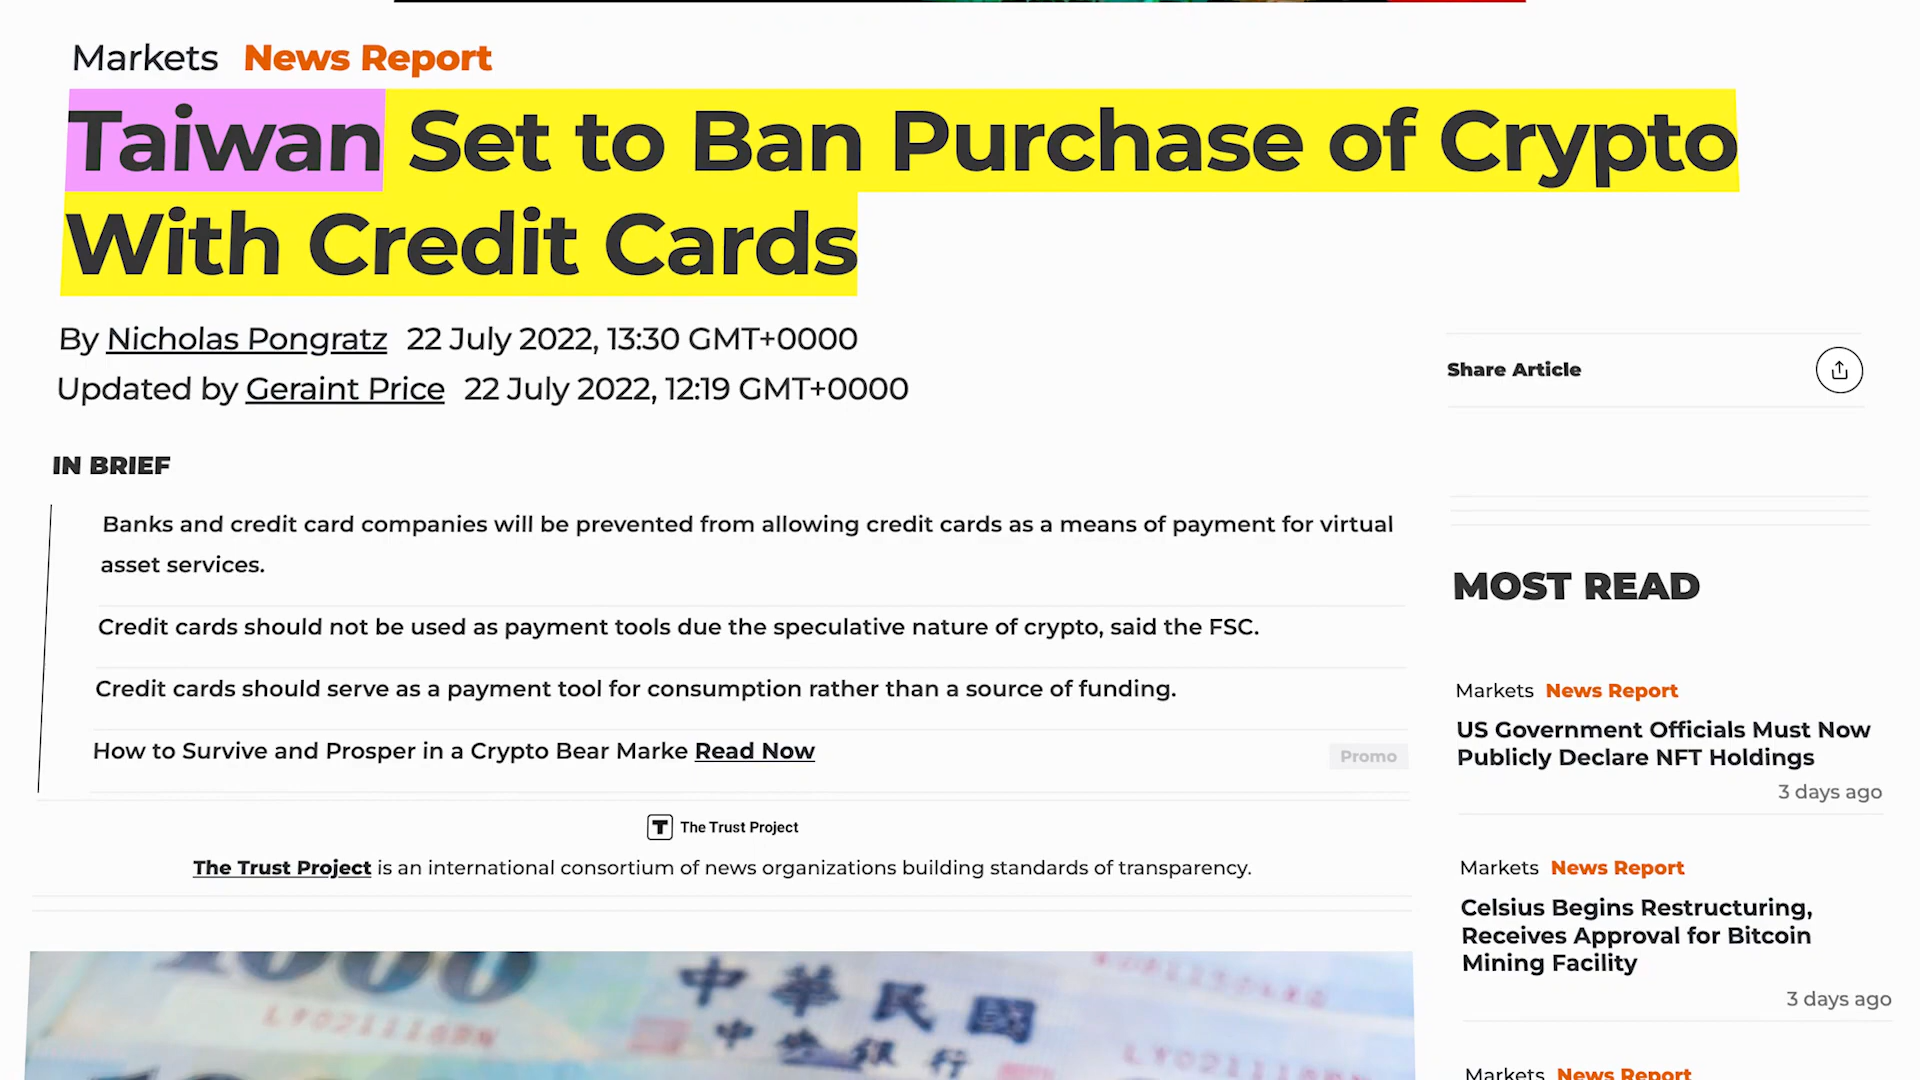 Markets News Report
Taiwan Set to Ban Purchase of Crypto
With Credit Cards
By Nicholas Pongratz 22 July 2022, 13:30 GMT+0000
Updated by Geraint Price 22 July 2022, 12:19 GMT+0000
Share Article
IN BRIEF
Banks and credit card companies will be prevented from allowing credit cards as a means of payment for virtual
asset services.
Credit cards should not be used as payment tools due the speculative nature of crypto, said the FSC.
Credit cards should serve as a payment tool for consumption rather than a source of funding.
How to Survive and Prosper in a Crypto Bear Marke Read Now
Promo
T The Trust Project
The Trust Project is an international consortium of news organizations building standards of transparency.
1000
中華民國
中央銀行
MOST READ
Markets News Report
US Government Officials Must Now
Publicly Declare NFT Holdings
3 days ago
Markets News Report
Celsius Begins Restructuring,
Receives Approval for Bitcoin
Mining Facility
3 days ago
Markets News Report